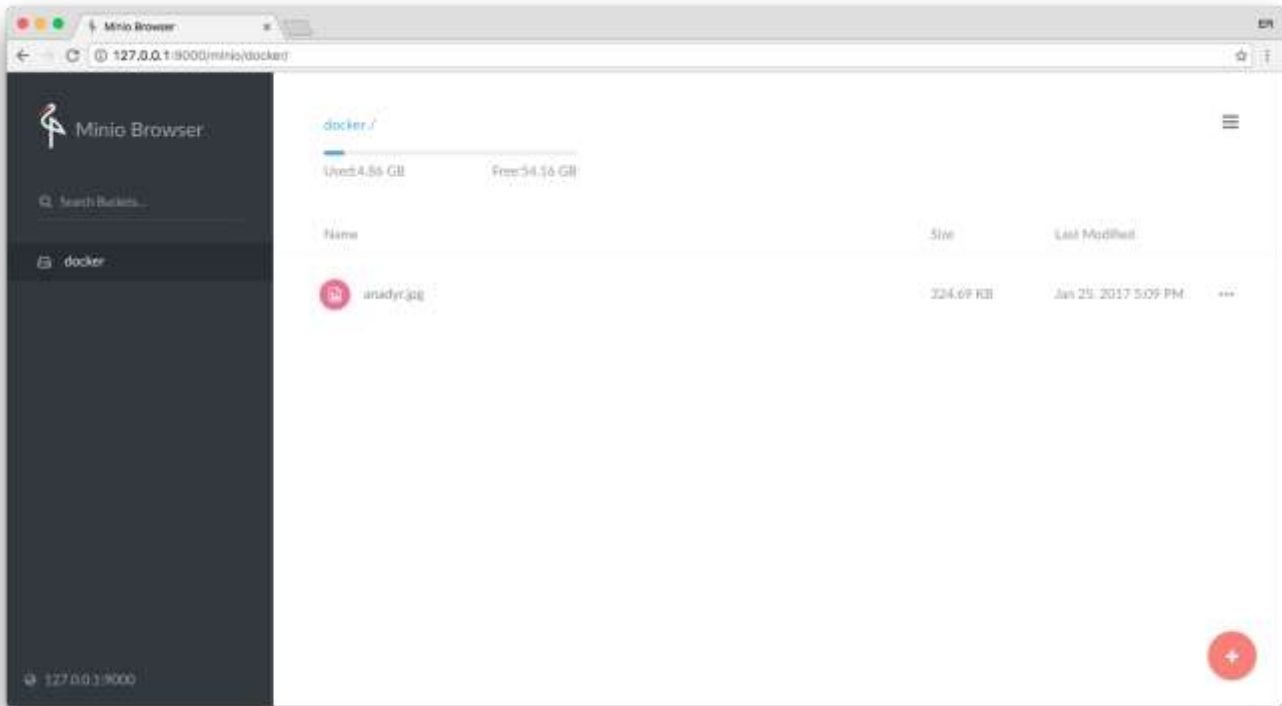 Minio Browser
ER
127.0.0.1:9000/minio/docker/
Minio Browser
Search Buckets...
docker
127.0.0.1:9000
docker /
Used:4.86 GB Free:54.16 GB
Name Size Last Modified
anadyr.jpg 324.69 KB Jan 25, 2017 5:09 PM